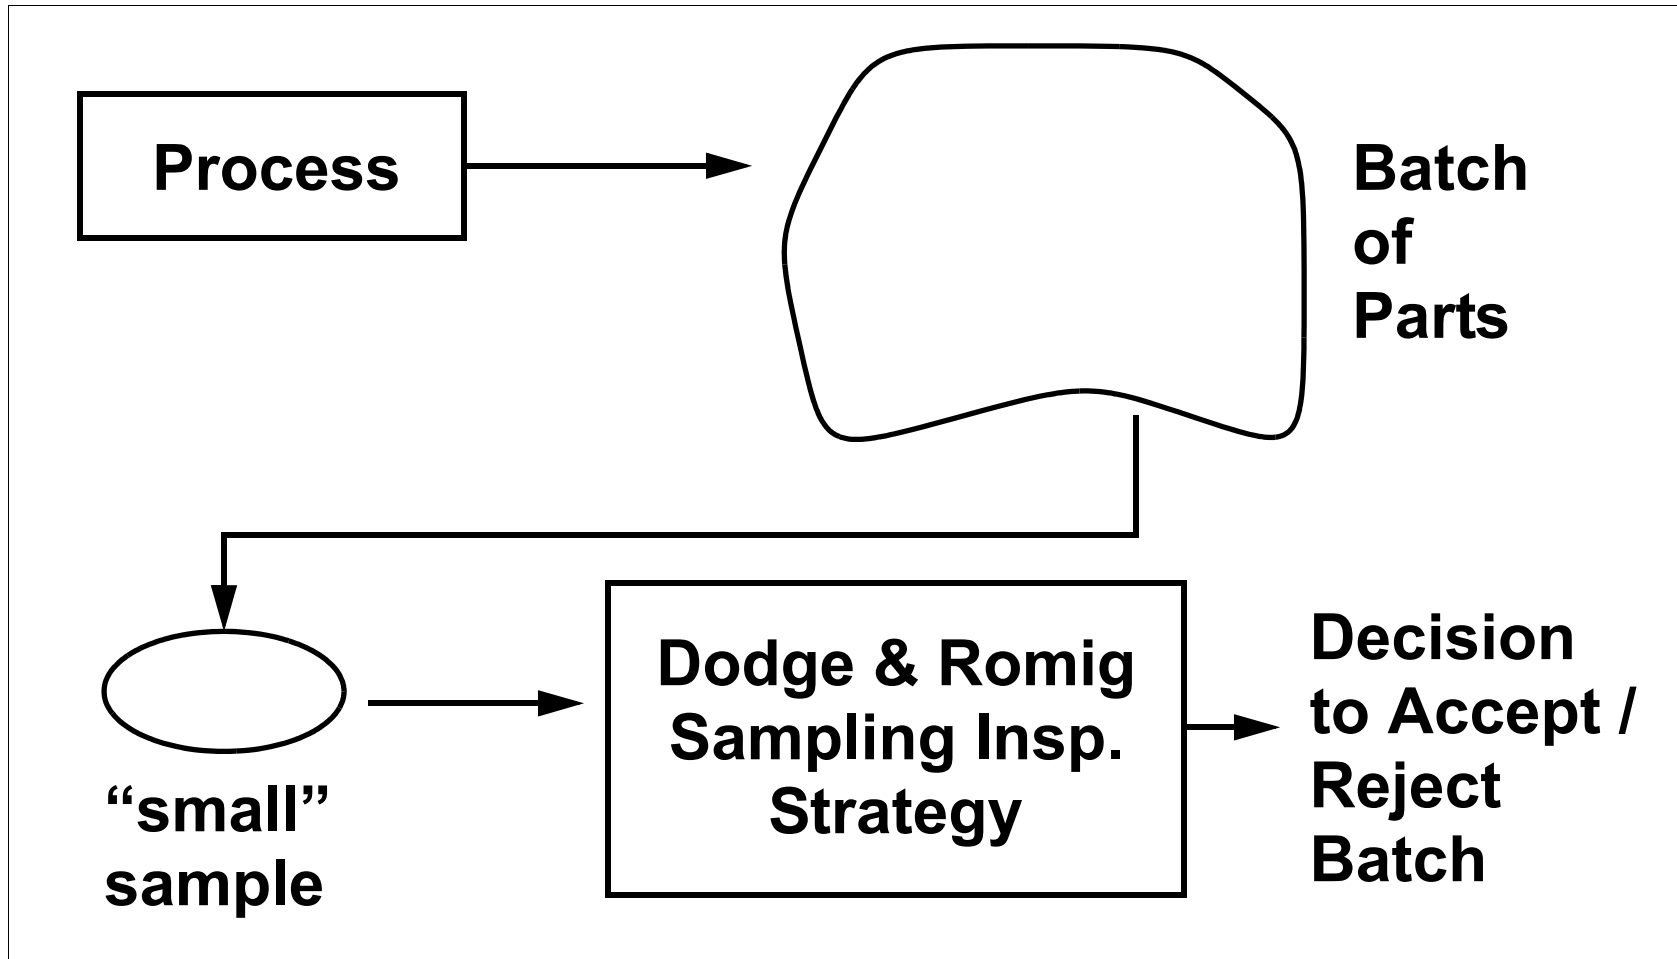 Process
Batch
of
Parts
“small”
sample
Dodge & Romig
Sampling Insp.
Strategy
Decision
to Accept /
Reject
Batch